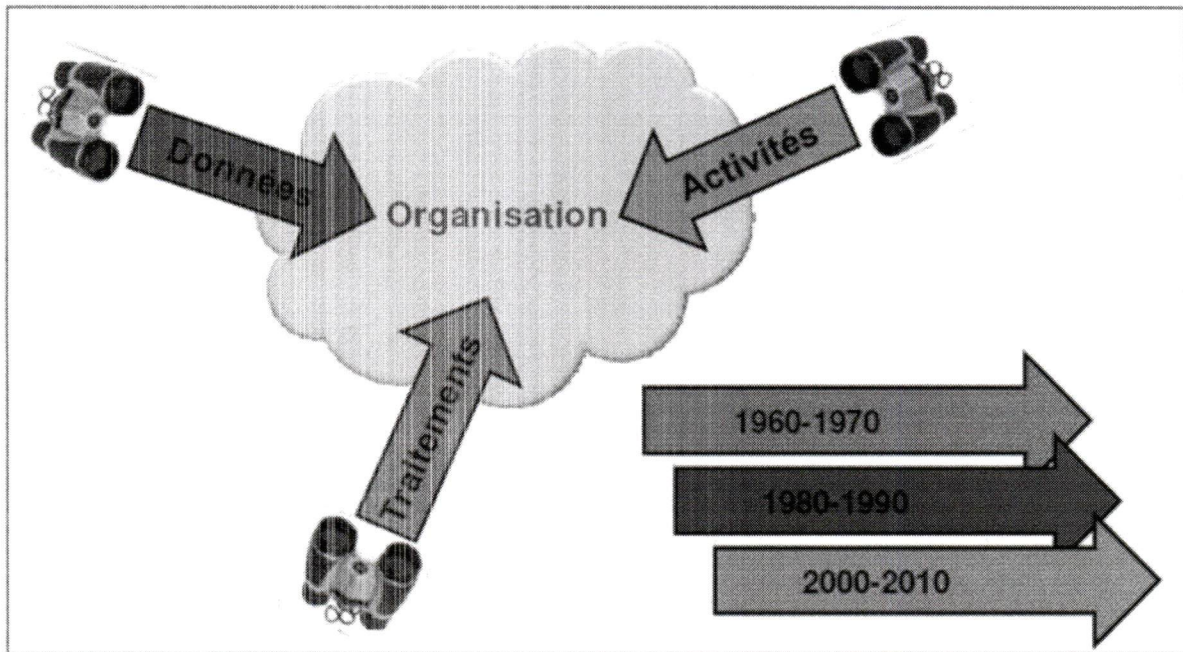 Données
Activités
Organisation
Traitements
1960-1970
1980-1990
2000-2010